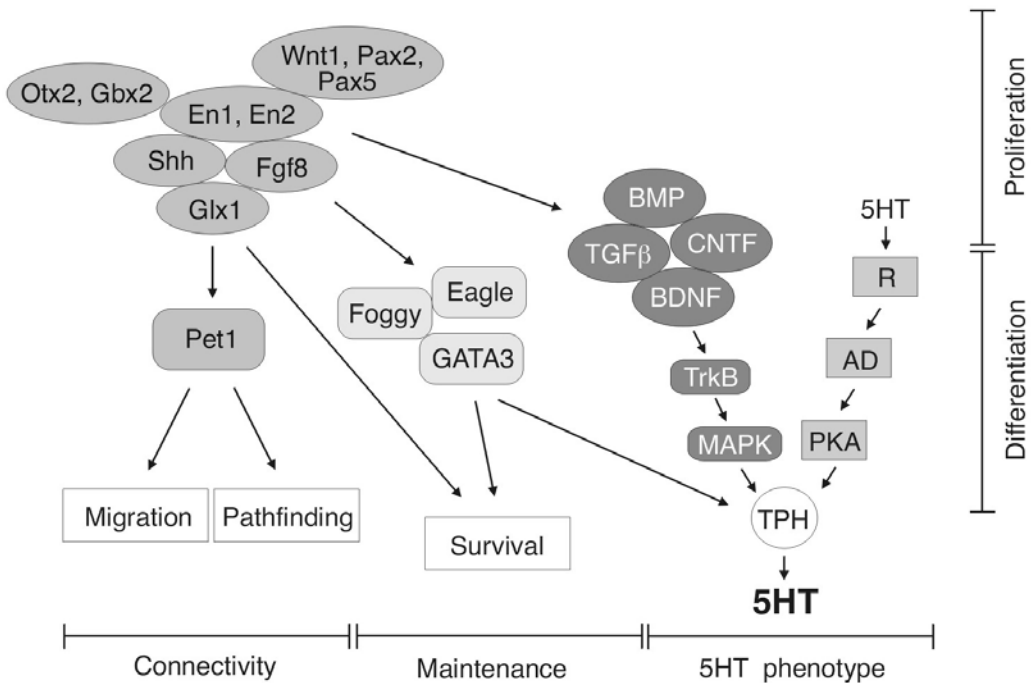 Wnt1, Pax2,
Pax5
Otx2, Gbx2
En1, En2
Shh
Fgf8
Glx1
Pet1
Migration
Pathfinding
Foggy
Eagle
GATA3
Survival
BMP
TGFβ
CNTF
BDNF
TrkB
MAPK
5HT
R
AD
PKA
TPH
5HT
Proliferation
Differentiation
Connectivity
Maintenance
5HT phenotype